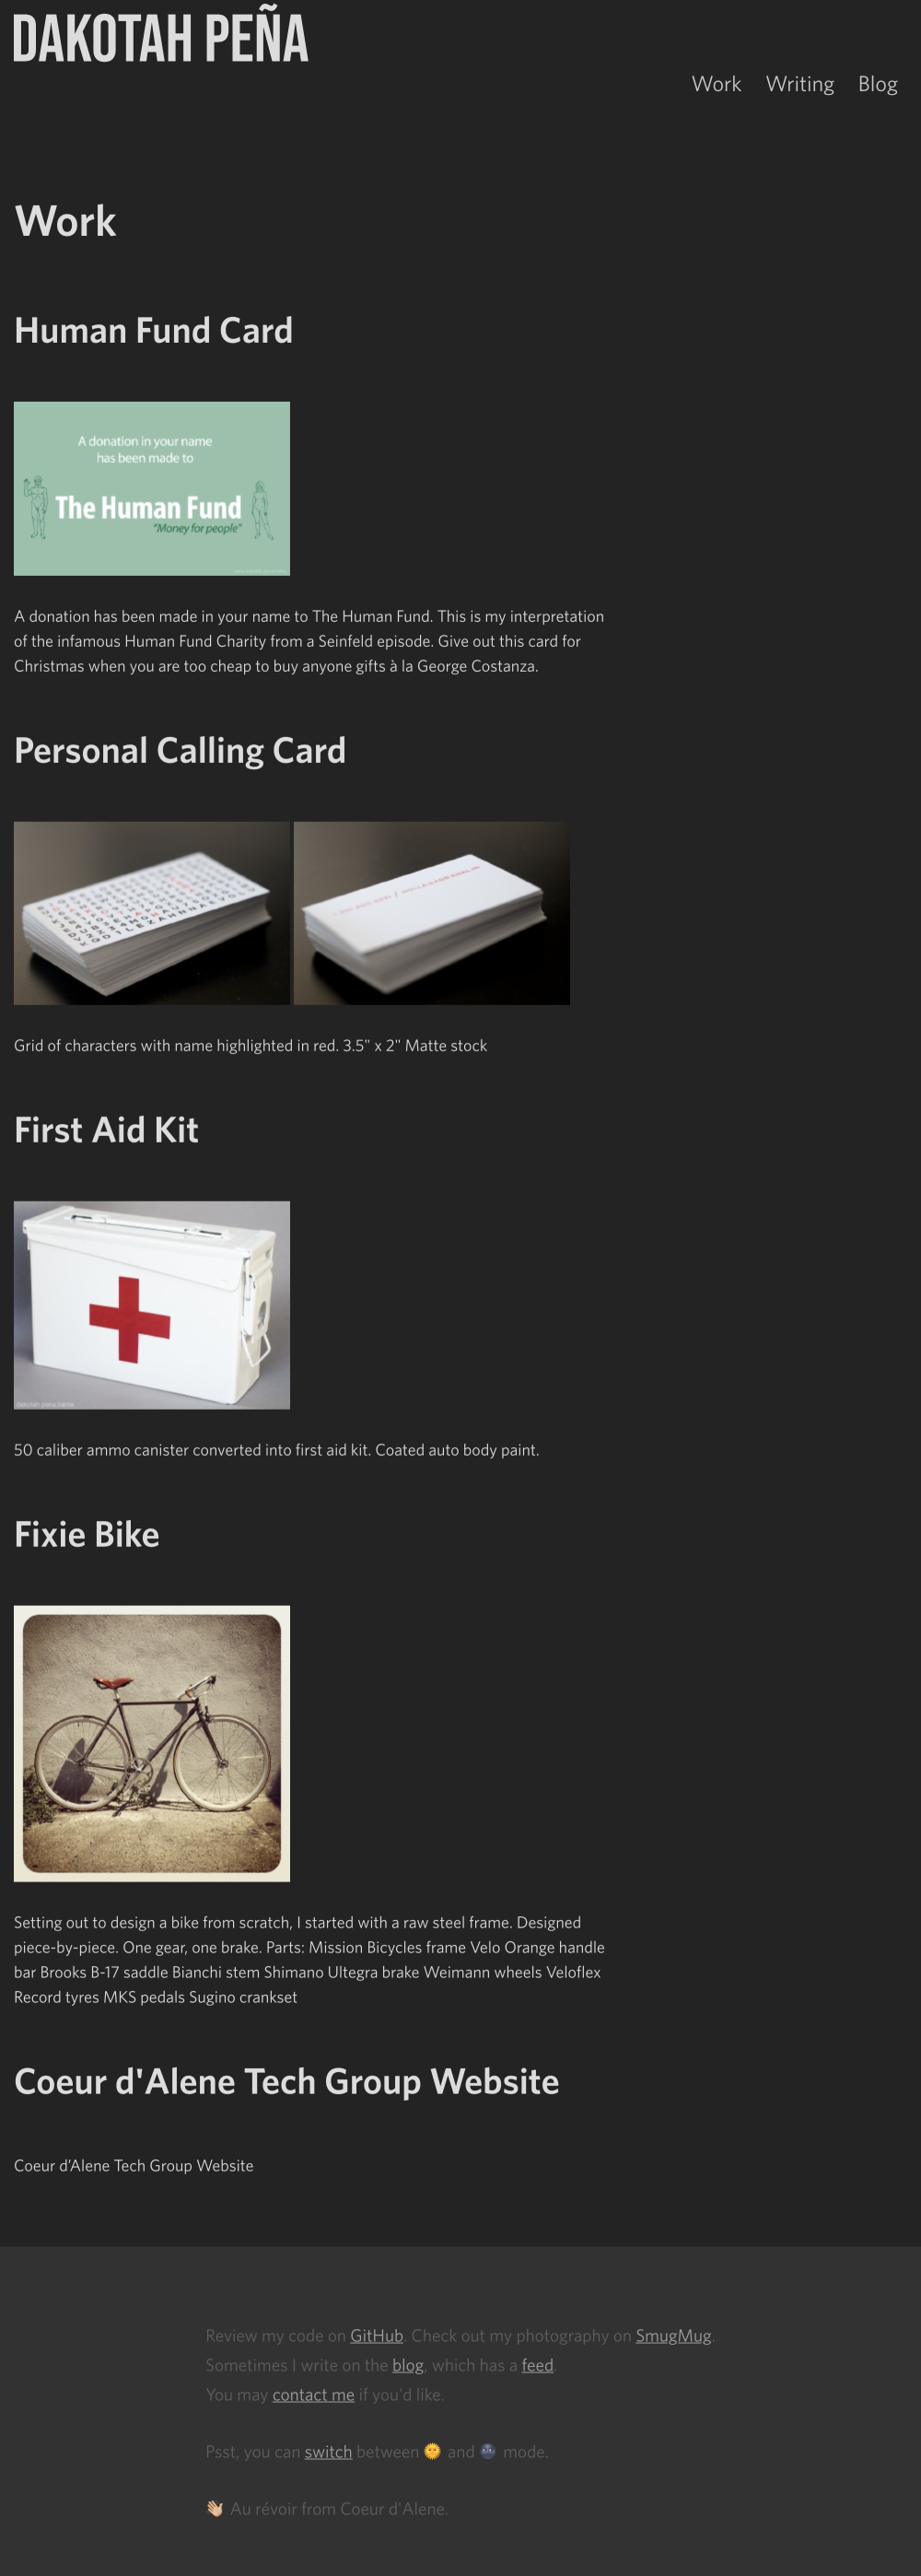 DAKOTAH PEÑA
Work Writing Blog
Work
Human Fund Card
A donation in your name
has been made to
The Human Fund
"Money for people"
A donation has been made in your name to The Human Fund. This is my interpretation
of the infamous Human Fund Charity from a Seinfeld episode. Give out this card for
Christmas when you are too cheap to buy anyone gifts à la George Costanza.
Personal Calling Card
Grid of characters with name highlighted in red. 3.5" x 2" Matte stock
First Aid Kit
50 caliber ammo canister converted into first aid kit. Coated auto body paint.
Fixie Bike
Setting out to design a bike from scratch, I started with a raw steel frame. Designed
piece-by-piece. One gear, one brake. Parts: Mission Bicycles frame Velo Orange handle
bar Brooks B-17 saddle Bianchi stem Shimano Ultegra brake Weimann wheels Veloflex
Record tyres MKS pedals Sugino crankset
Coeur d'Alene Tech Group Website
Coeur d’Alene Tech Group Website
Review my code on GitHub. Check out my photography on SmugMug.
Sometimes I write on the blog, which has a feed.
You may contact me if you'd like.
Psst, you can switch between 🌞 and 🌚 mode.
👋🏼 Au révoir from Coeur d'Alene.